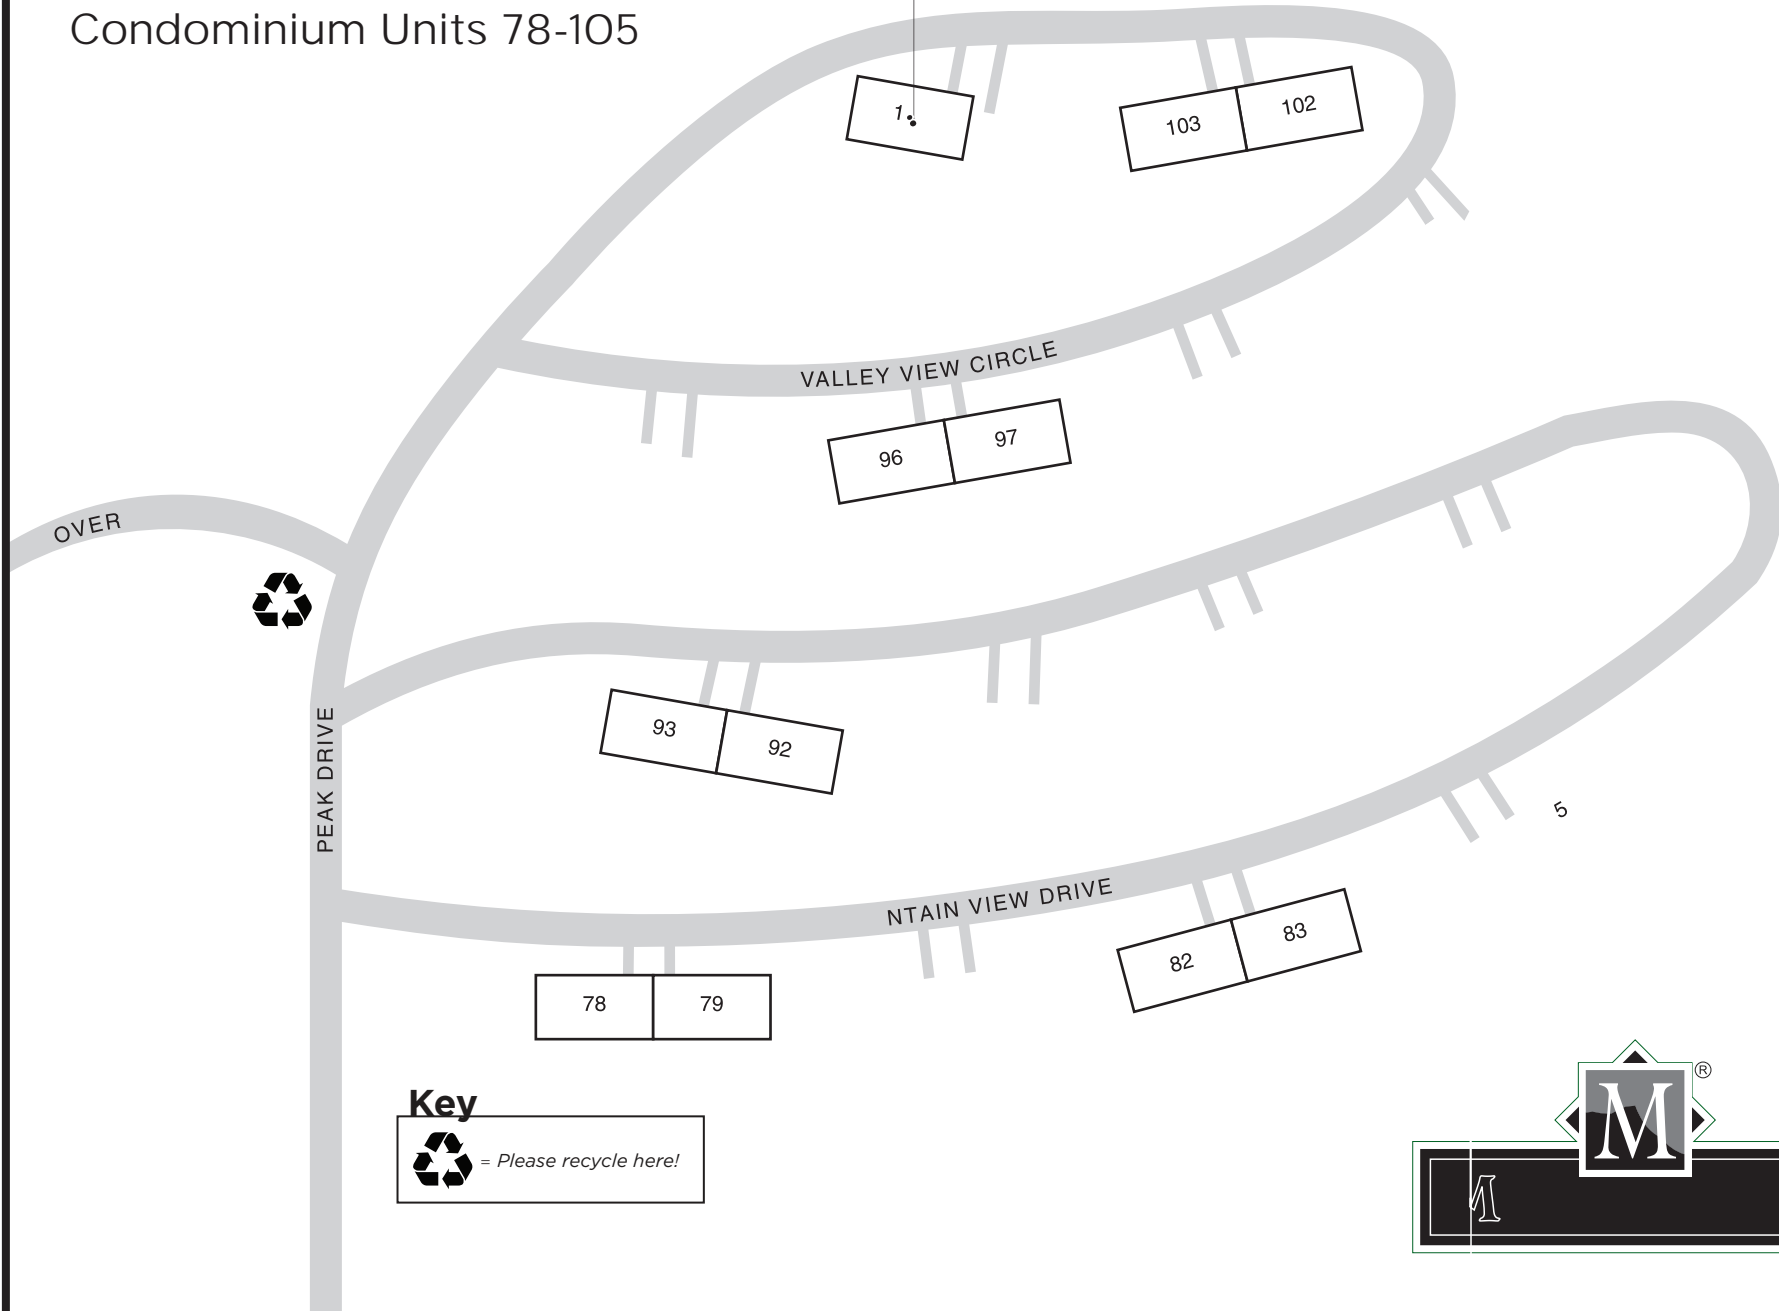 Condominium Units 78-105
1
103
102
VALLEY VIEW CIRCLE
96
97
OVER
93
92
PEAK DRIVE
5
NTAIN VIEW DRIVE
82
83
78
79
Key
= Please recycle here!
M
®